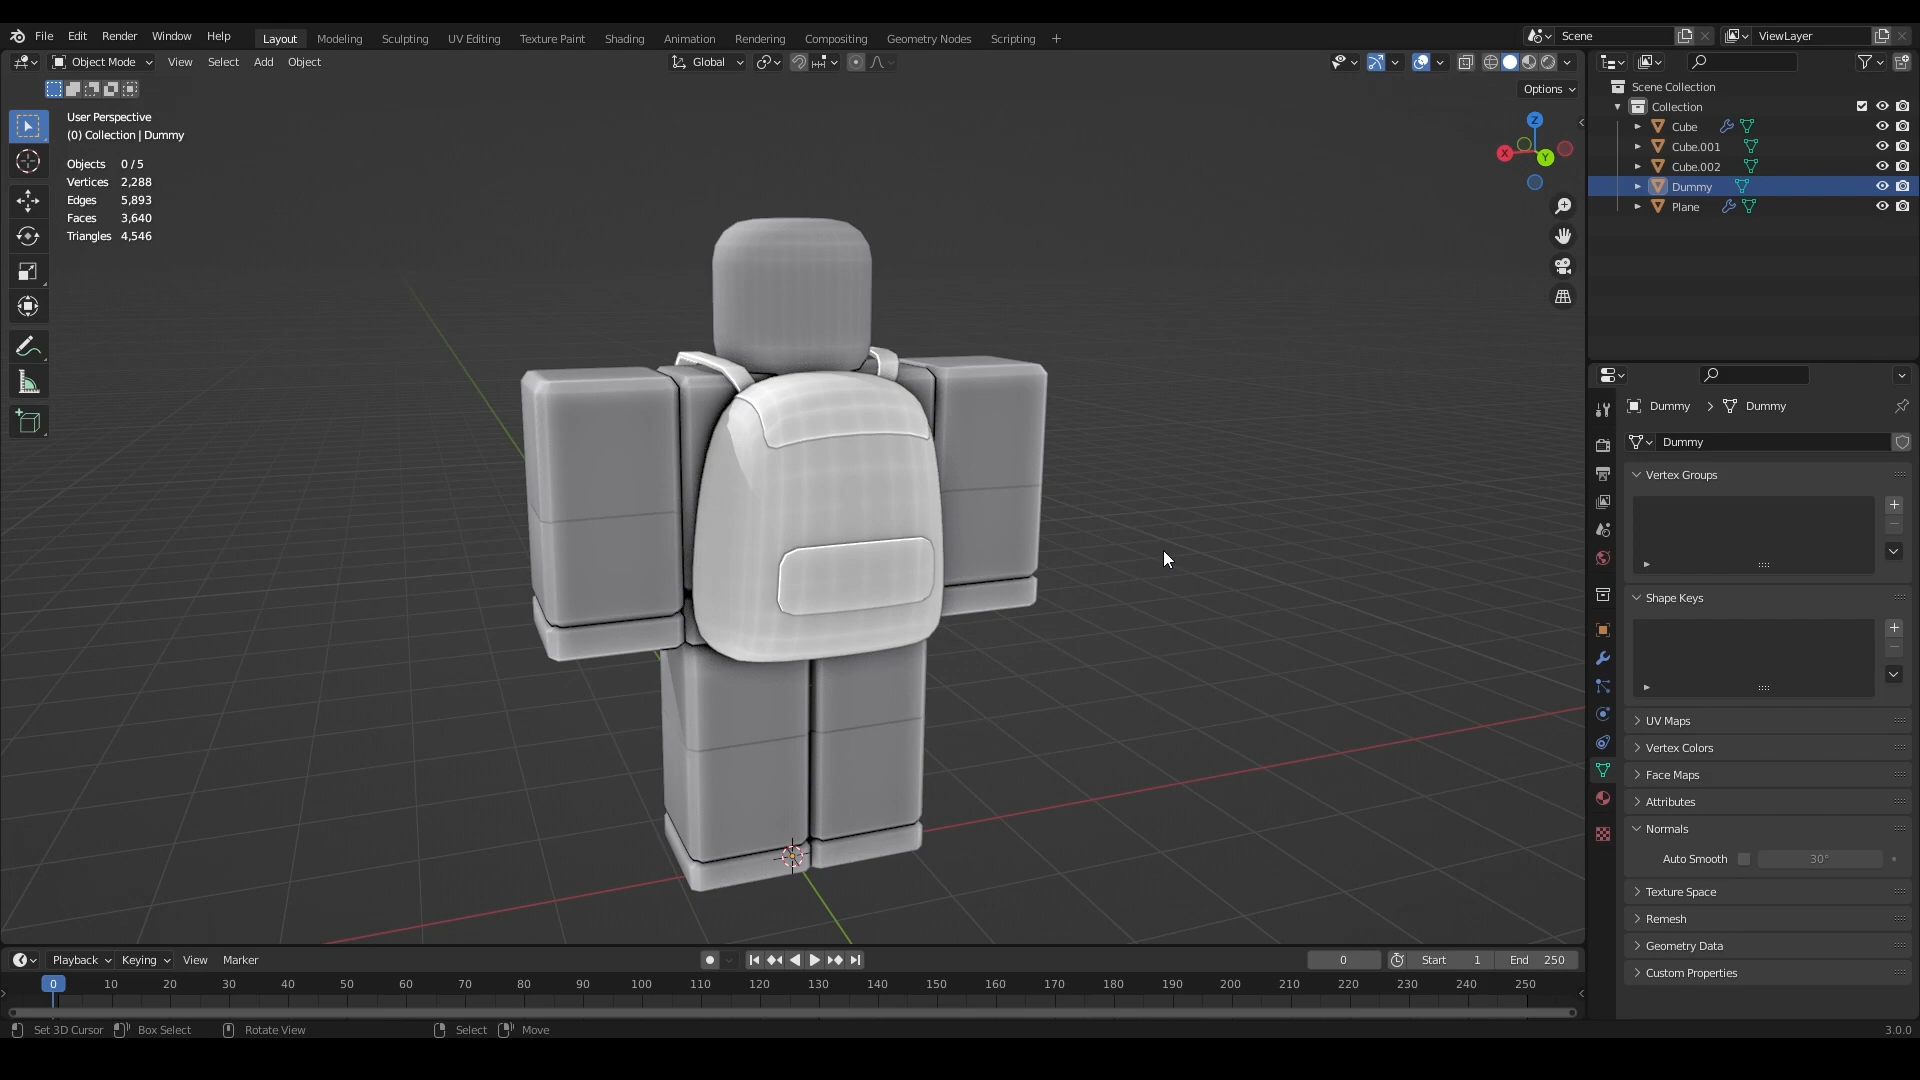 File Edit Render Window Help Layout Modeling Sculpting UV Editing Texture Paint Shading Animation Rendering Compositing Geometry Nodes Scripting + Scene ViewLayer
Object Mode View Select Add Object Global
Options
User Perspective
(0) Collection | Dummy
Objects 0 / 5
Vertices 2,288
Edges 5,893
Faces 3,640
Triangles 4,546
Z
X
Y
Scene Collection
Collection
Cube
Cube.001
Cube.002
Dummy
Plane
Dummy > Dummy
Dummy
Vertex Groups
Shape Keys
UV Maps
Vertex Colors
Face Maps
Attributes
Normals
Auto Smooth 30°
Texture Space
Remesh
Geometry Data
Custom Properties
Playback Keying View Marker 0 Start 1 End 250
0 10 20 30 40 50 60 70 80 90 100 110 120 130 140 150 160 170 180 190 200 210 220 230 240 250
Set 3D Cursor Box Select Rotate View Select Move 3.0.0